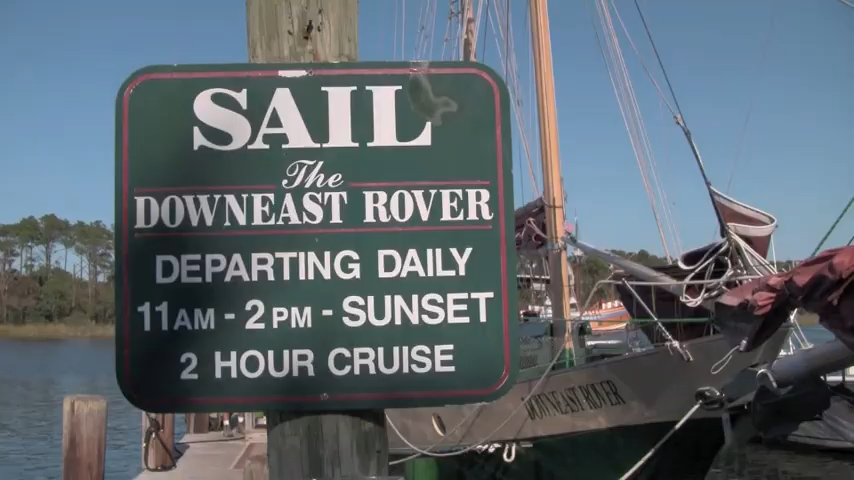 SAIL
The
DOWNEAST ROVER
DEPARTING DAILY
11AM - 2PM - SUNSET
2 HOUR CRUISE
DOWNEAST ROVER